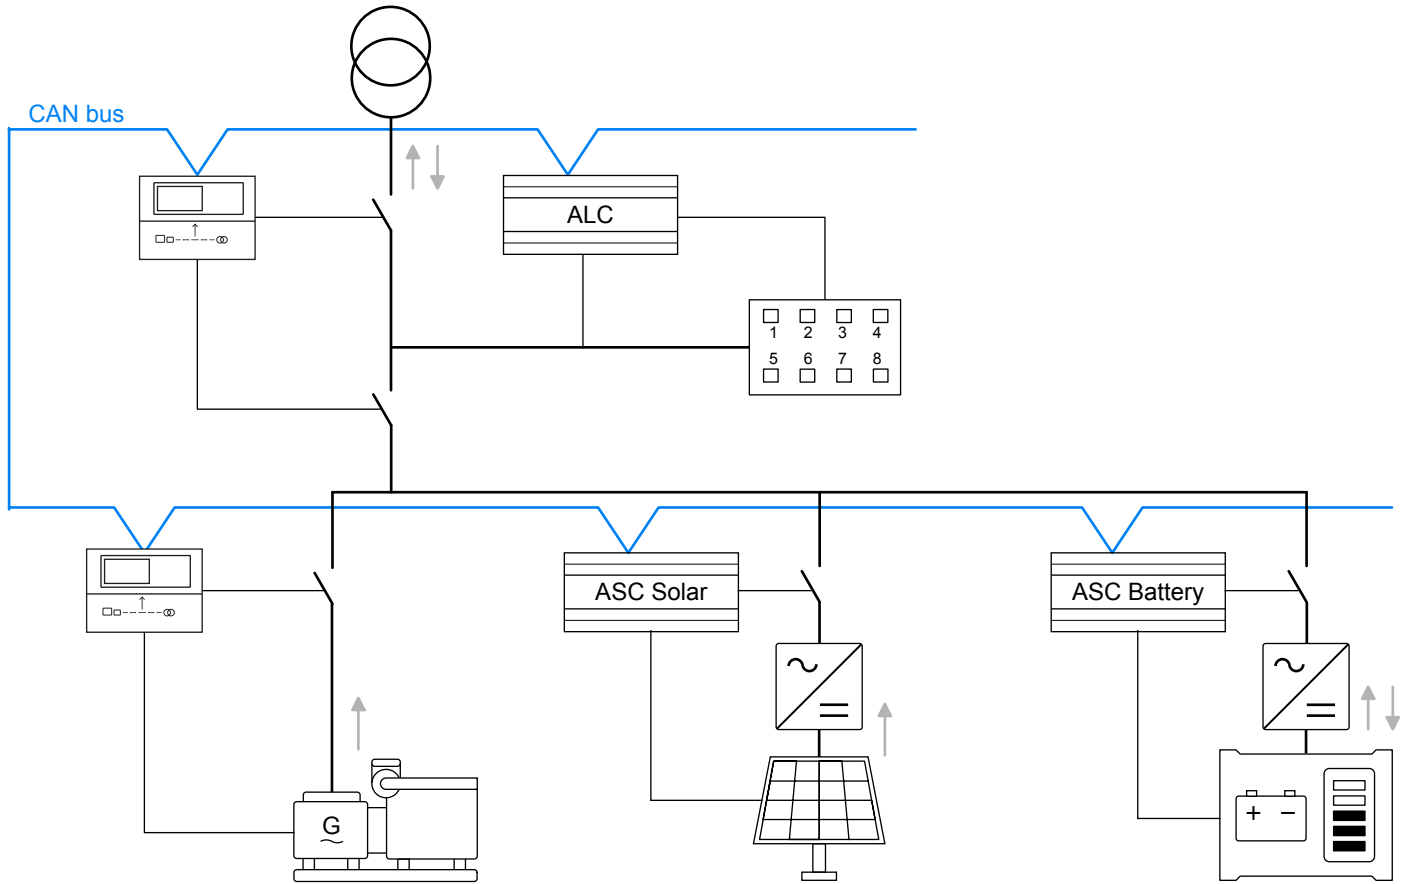 CAN bus
ALC
1 2 3 4
5 6 7 8
ASC Solar
ASC Battery
G
+ −